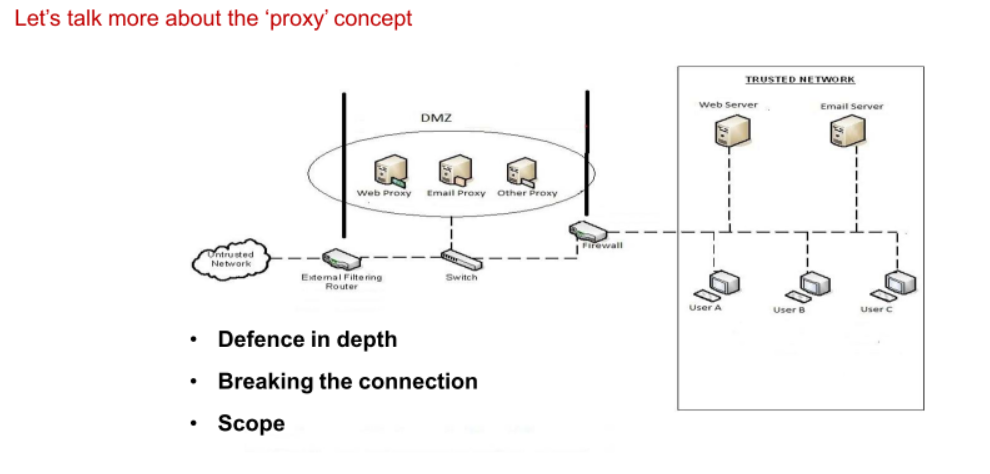 Let's talk more about the 'proxy' concept
TRUSTED NETWORK
Web Server
Email Server
DMZ
Web Proxy
Email Proxy
Other Proxy
Firewall
Untrusted
Network
External Filtering
Router
Switch
User A
User B
User C
• Defence in depth
• Breaking the connection
• Scope